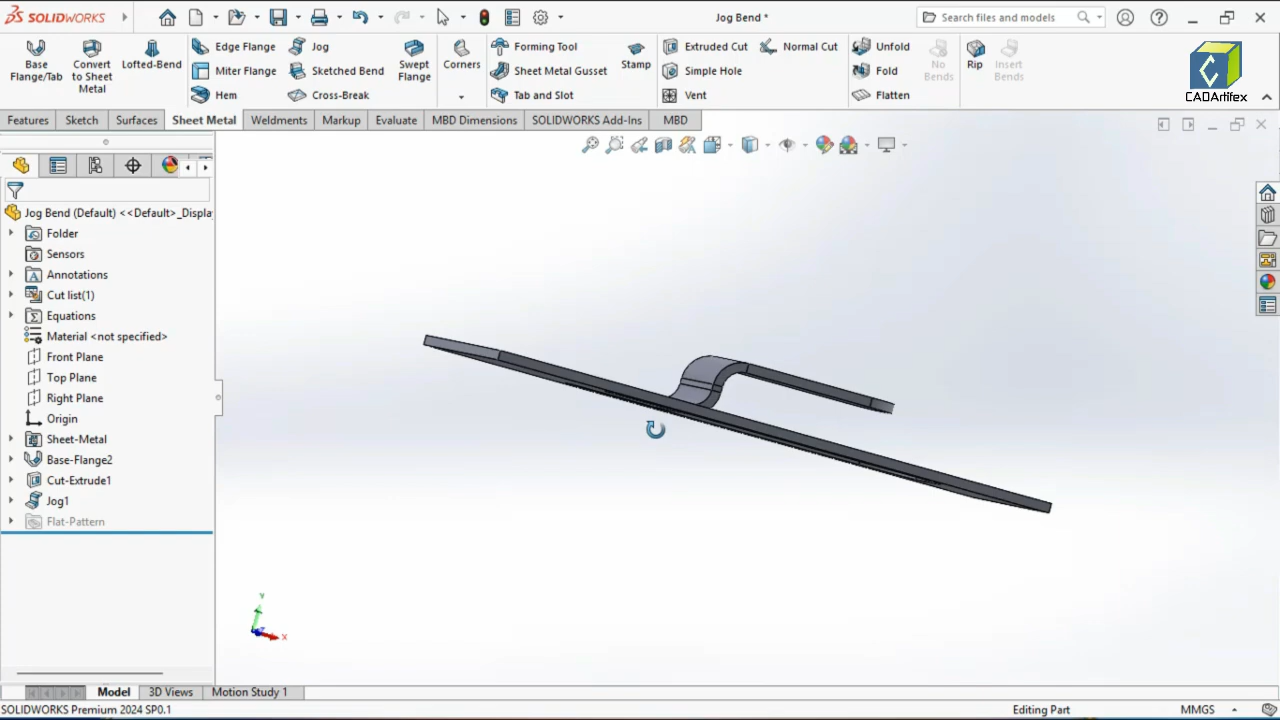 SOLIDWORKS
Jog Bend *
Search files and models
Base Flange/Tab
Convert to Sheet Metal
Lofted-Bend
Edge Flange
Miter Flange
Hem
Jog
Sketched Bend
Cross-Break
Swept Flange
Corners
Forming Tool
Sheet Metal Gusset
Tab and Slot
Stamp
Extruded Cut
Simple Hole
Vent
Normal Cut
Unfold
Fold
Flatten
No Bends
Rip
Insert Bends
CADArtifex
Features
Sketch
Surfaces
Sheet Metal
Weldments
Markup
Evaluate
MBD Dimensions
SOLIDWORKS Add-Ins
MBD
Jog Bend (Default) <<Default>_Displa
Folder
Sensors
Annotations
Cut list(1)
Equations
Material <not specified>
Front Plane
Top Plane
Right Plane
Origin
Sheet-Metal
Base-Flange2
Cut-Extrude1
Jog1
Flat-Pattern
Y
Z
X
Model
3D Views
Motion Study 1
SOLIDWORKS Premium 2024 SP0.1
Editing Part
MMGS